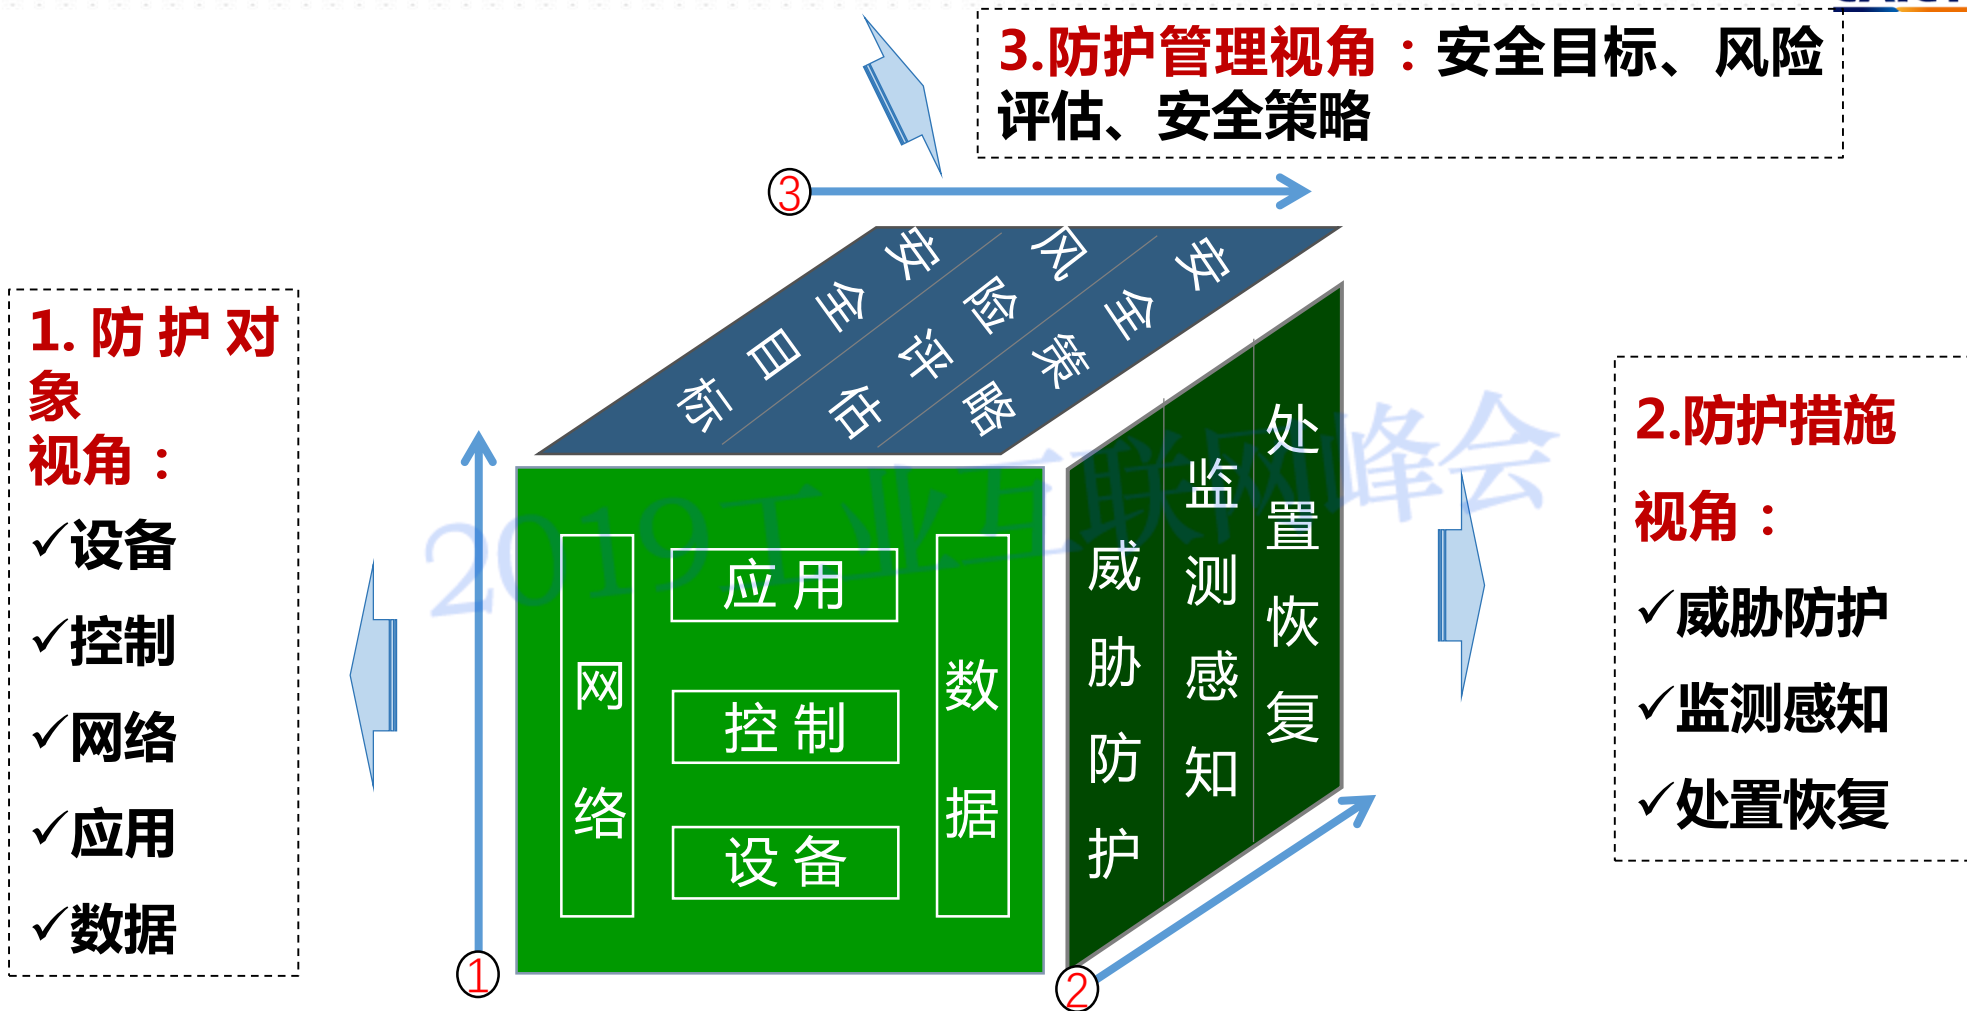 3.防护管理视角：安全目标、风险
评估、安全策略
③
安全目标
风险评估
安全策略
1.防护对
象
视角：
✓设备
✓控制
✓网络
✓应用
✓数据
①
网络
应用
控制
设备
数据
威胁防护
监测感知
处置恢复
②
2.防护措施
视角：
✓威胁防护
✓监测感知
✓处置恢复
2019工业互联网峰会